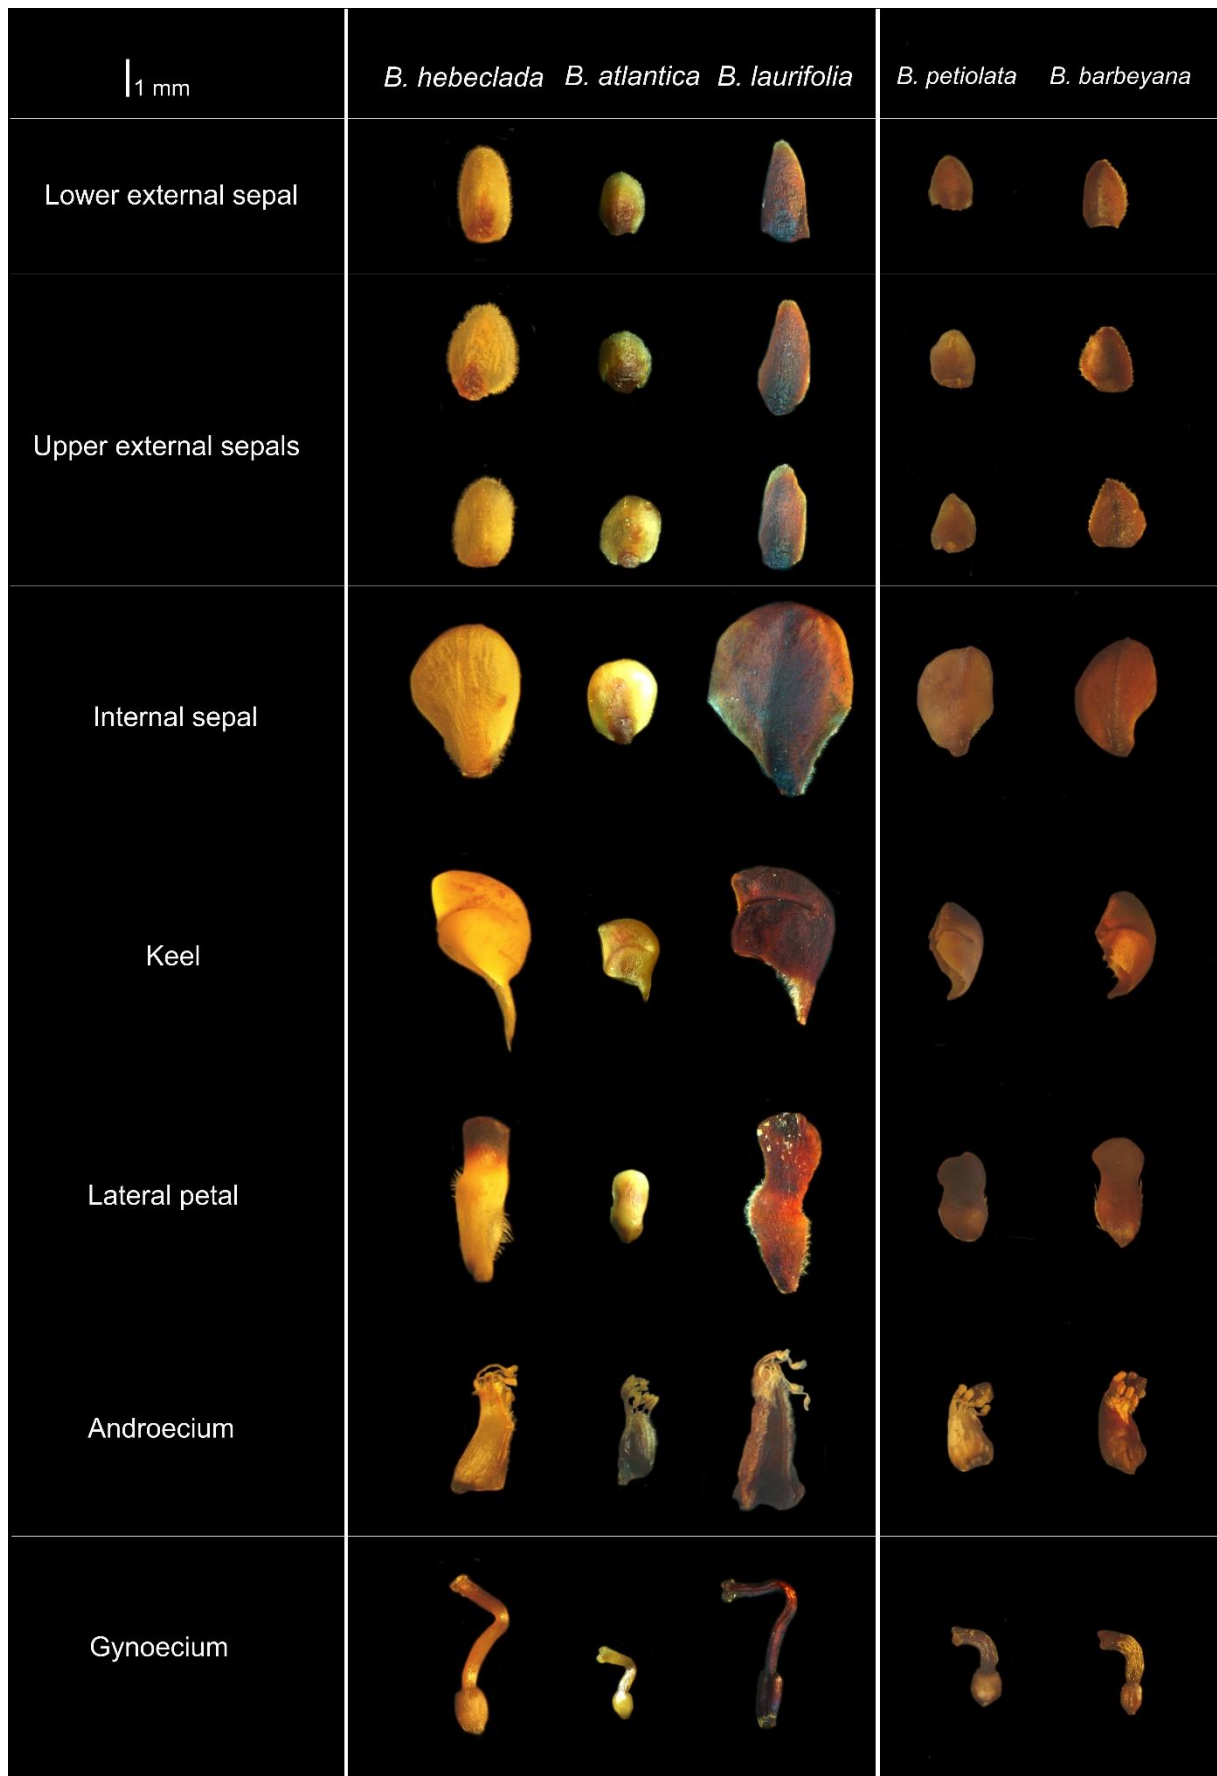 1 mm
B. hebeclada B. atlantica B. laurifolia B. petiolata B. barbeyana
Lower external sepal
Upper external sepals
Internal sepal
Keel
Lateral petal
Androecium
Gynoecium